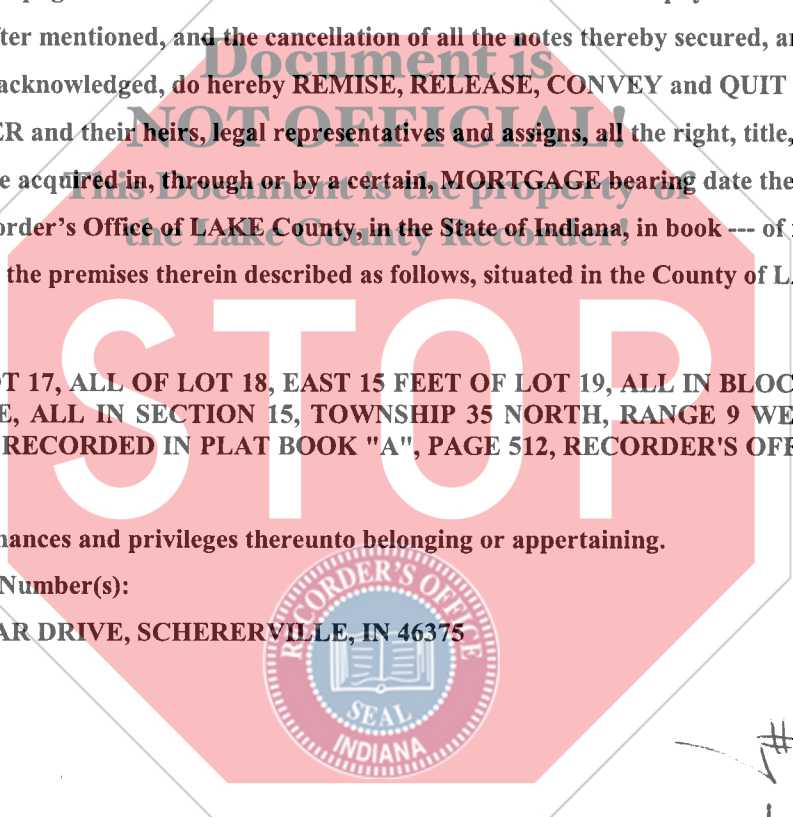 ter mentioned, and the cancellation of all the notes thereby secured, an
Document is
acknowledged, do hereby REMISE, RELEASE, CONVEY and QUIT
NOT OFFICIAL!
ER and their heirs, legal representatives and assigns, all the right, title,
e acquired in, through or by a certain, MORTGAGE bearing date the
This Document is the property of
order's Office of LAKE County, in the State of Indiana, in book --- of
the Lake County Recorder!
the premises therein described as follows, situated in the County of L
STOP
OT 17, ALL OF LOT 18, EAST 15 FEET OF LOT 19, ALL IN BLOC
E, ALL IN SECTION 15, TOWNSHIP 35 NORTH, RANGE 9 WE
RECORDED IN PLAT BOOK "A", PAGE 512, RECORDER'S OFF
nances and privileges thereunto belonging or appertaining.
Number(s):
AR DRIVE, SCHERERVILLE, IN 46375
RECORDER'S OFFICE
SEAL
INDIANA